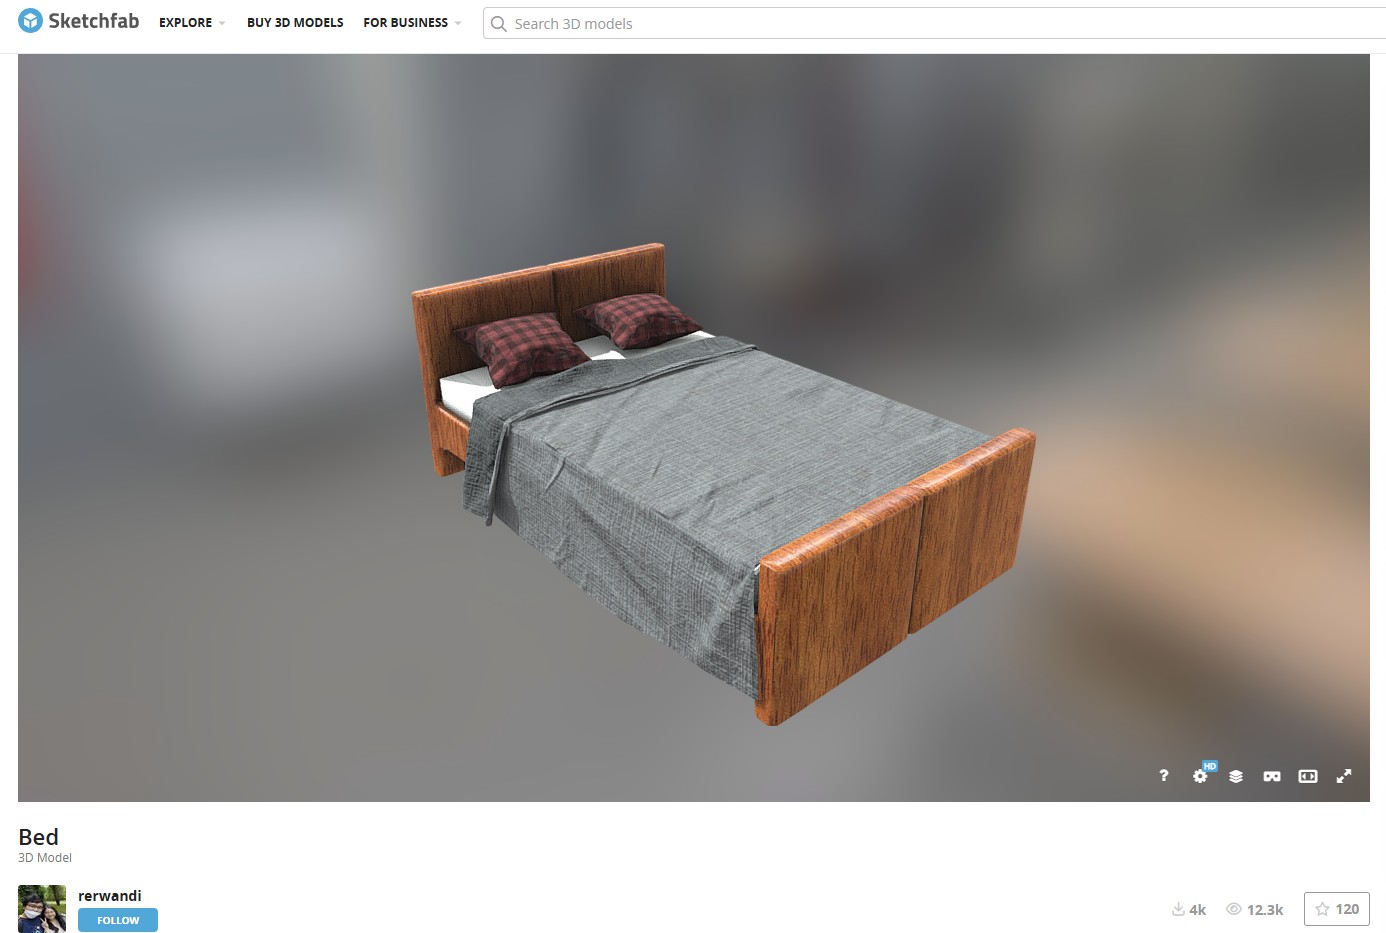 Sketchfab EXPLORE BUY 3D MODELS FOR BUSINESS Search 3D models
? HD
Bed
3D Model
rerwandi
FOLLOW 4k 12.3k 120